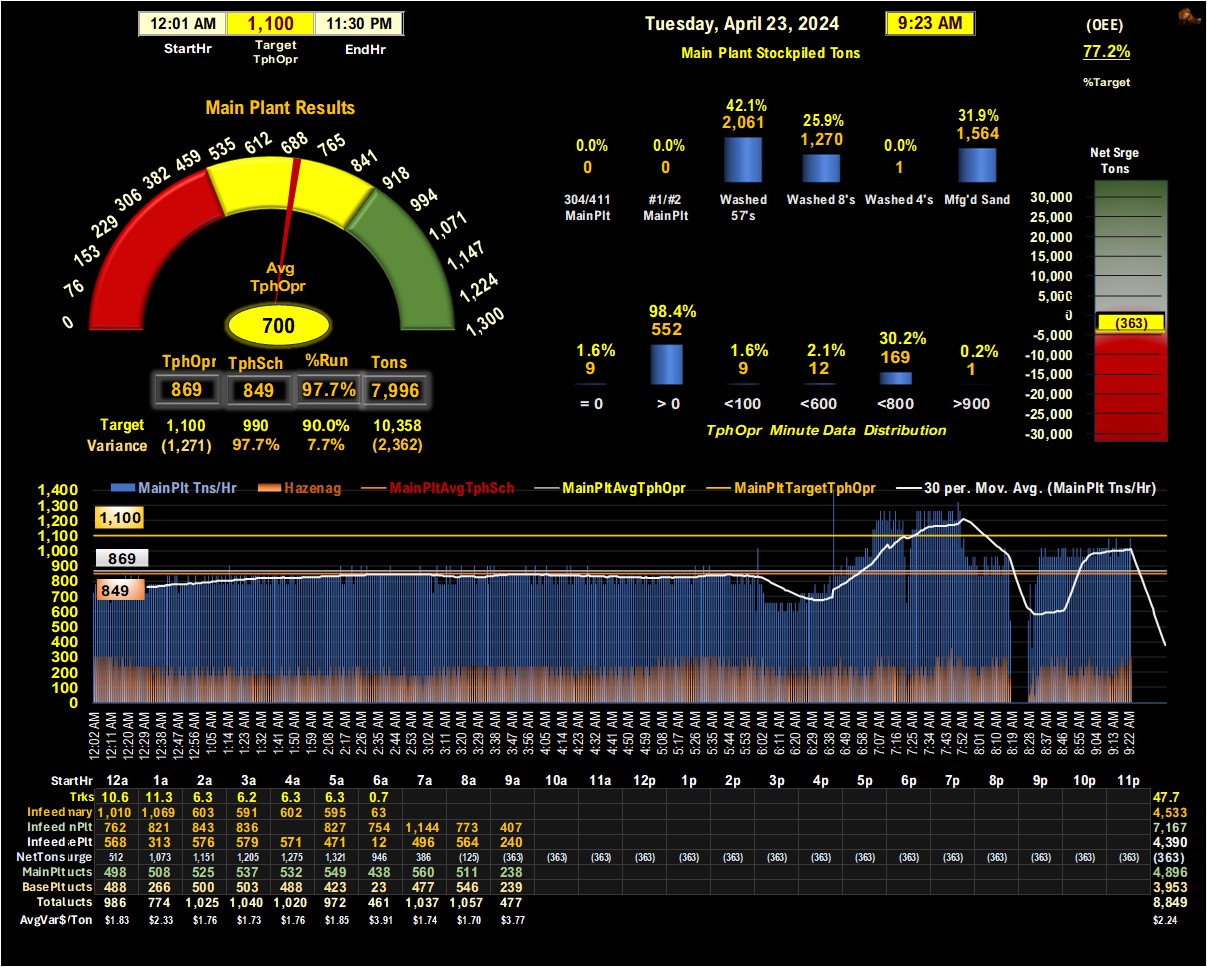 12:01 AM 1,100 11:30 PM
StartHr Target TphOpr EndHr
Tuesday, April 23, 2024 9:23 AM
Main Plant Stockpiled Tons
(OEE)
77.2%
%Target
Main Plant Results
0 76 153 229 306 382 459 535 612 688 765 841 918 994 1,071 1,147 1,224 1,300
Avg
TphOpr
700
TphOpr TphSch %Run Tons
869 849 97.7% 7,996
Target 1,100 990 90.0% 10,358
Variance (1,271) 97.7% 7.7% (2,362)
42.1% 25.9% 31.9%
2,061 1,270 1,564
0.0% 0.0% 0.0%
0 0 1
304/411 MainPlt #1/#2 MainPlt Washed 57's Washed 8's Washed 4's Mfg'd Sand
1.6% 98.4% 1.6% 2.1% 30.2% 0.2%
9 552 9 12 169 1
= 0 > 0 <100 <600 <800 >900
TphOpr Minute Data Distribution
Net Srge
Tons
30,000
25,000
20,000
15,000
10,000
5,000
0
(363)
-5,000
-10,000
-15,000
-20,000
-25,000
-30,000
MainPlt Tns/Hr Hazenag MainPltAvgTphSch MainPltAvgTphOpr MainPltTargetTphOpr 30 per. Mov. Avg. (MainPlt Tns/Hr)
1,400
1,300
1,200
1,100
1,000
900
800
700
600
500
400
300
200
100
0
1,100
869
849
12:02 AM 12:11 AM 12:20 AM 12:29 AM 12:38 AM 12:47 AM 12:56 AM 1:05 AM 1:14 AM 1:23 AM 1:32 AM 1:41 AM 1:50 AM 1:59 AM 2:08 AM 2:17 AM 2:26 AM 2:35 AM 2:44 AM 2:53 AM 3:02 AM 3:11 AM 3:20 AM 3:29 AM 3:38 AM 3:47 AM 3:56 AM 4:05 AM 4:14 AM 4:23 AM 4:32 AM 4:41 AM 4:50 AM 4:59 AM 5:08 AM 5:17 AM 5:26 AM 5:35 AM 5:44 AM 5:53 AM 6:02 AM 6:11 AM 6:20 AM 6:29 AM 6:38 AM 6:49 AM 6:58 AM 7:07 AM 7:16 AM 7:25 AM 7:34 AM 7:43 AM 7:52 AM 8:01 AM 8:10 AM 8:19 AM 8:28 AM 8:37 AM 8:46 AM 8:55 AM 9:04 AM 9:13 AM 9:22 AM
StartHr 12a 1a 2a 3a 4a 5a 6a 7a 8a 9a 10a 11a 12p 1p 2p 3p 4p 5p 6p 7p 8p 9p 10p 11p
Trks 10.6 11.3 6.3 6.2 6.3 6.3 0.7 47.7
Infeed mary 1,010 1,069 603 591 602 595 63 4,533
Infeed nPlt 762 821 843 836 827 754 1,144 773 407 7,167
Infeed ePlt 568 313 576 579 571 471 12 496 564 240 4,390
NetTons urge 512 1,073 1,151 1,205 1,275 1,321 946 386 (125) (363) (363) (363) (363) (363) (363) (363) (363) (363) (363) (363) (363) (363) (363) (363) (363)
MainPlt ucts 498 508 525 537 532 549 438 560 511 238 4,896
BasePlt ucts 488 266 500 503 488 423 23 477 546 239 3,953
Total ucts 986 774 1,025 1,040 1,020 972 461 1,037 1,057 477 8,849
AvgVar$/Ton $1.83 $2.33 $1.76 $1.73 $1.76 $1.85 $3.91 $1.74 $1.70 $3.77 $2.24